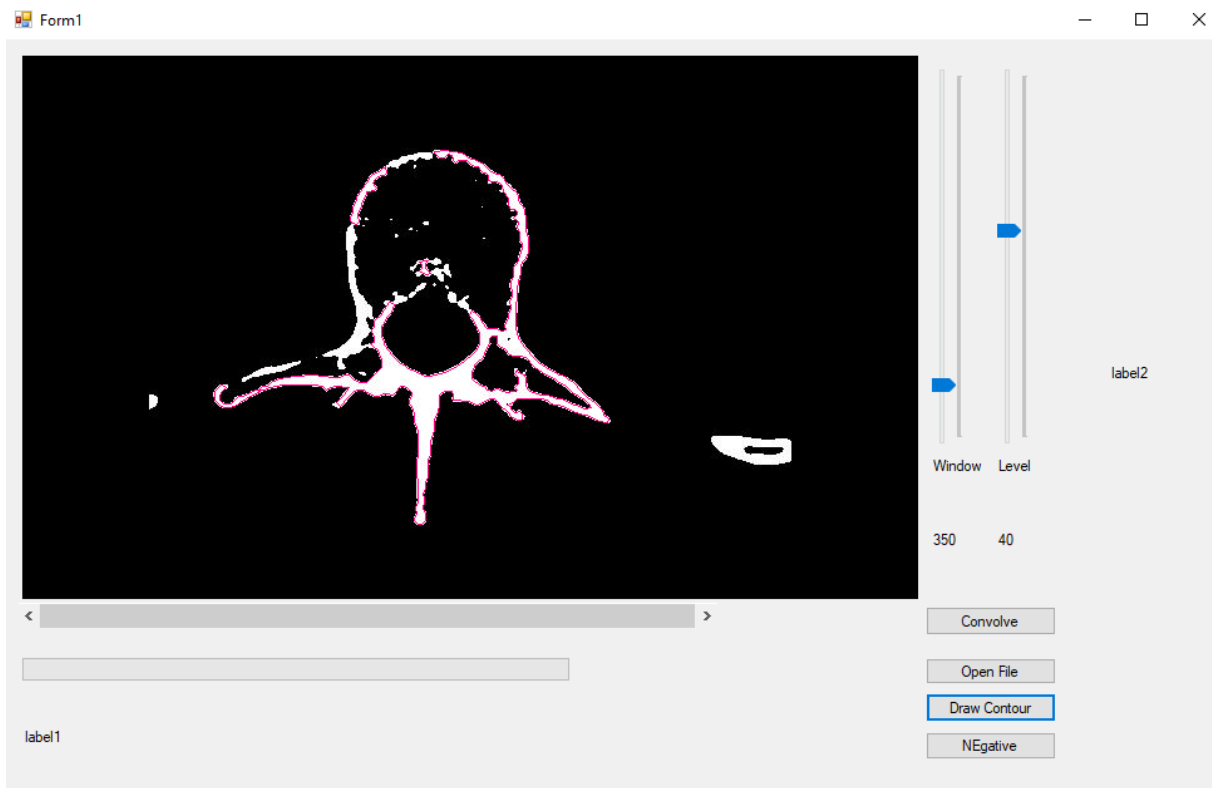 Form1
label2
Window Level
350 40
Convolve
Open File
Draw Contour
NEgative
label1